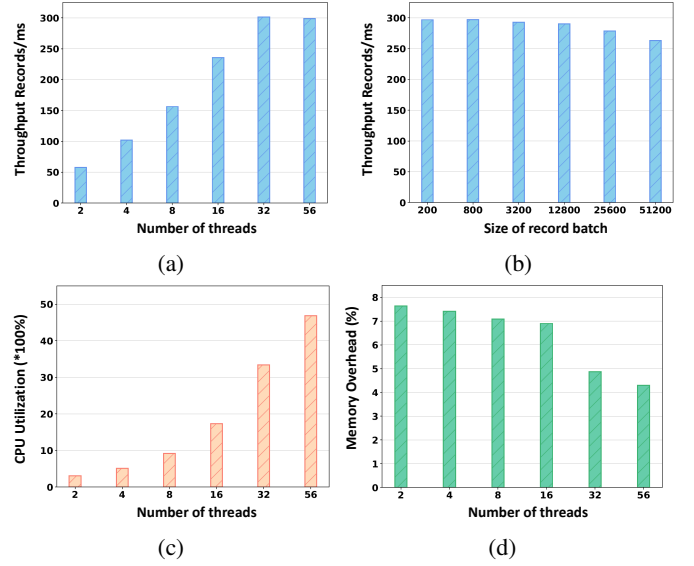 Throughput Records/ms
300
250
200
150
100
50
0
2 4 8 16 32 56
Number of threads
(a)
Throughput Records/ms
300
250
200
150
100
50
0
200 800 3200 12800 25600 51200
Size of record batch
(b)
CPU Utilization (*100%)
50
40
30
20
10
0
2 4 8 16 32 56
Number of threads
(c)
Memory Overhead (%)
8
7
6
5
4
3
2
1
0
2 4 8 16 32 56
Number of threads
(d)